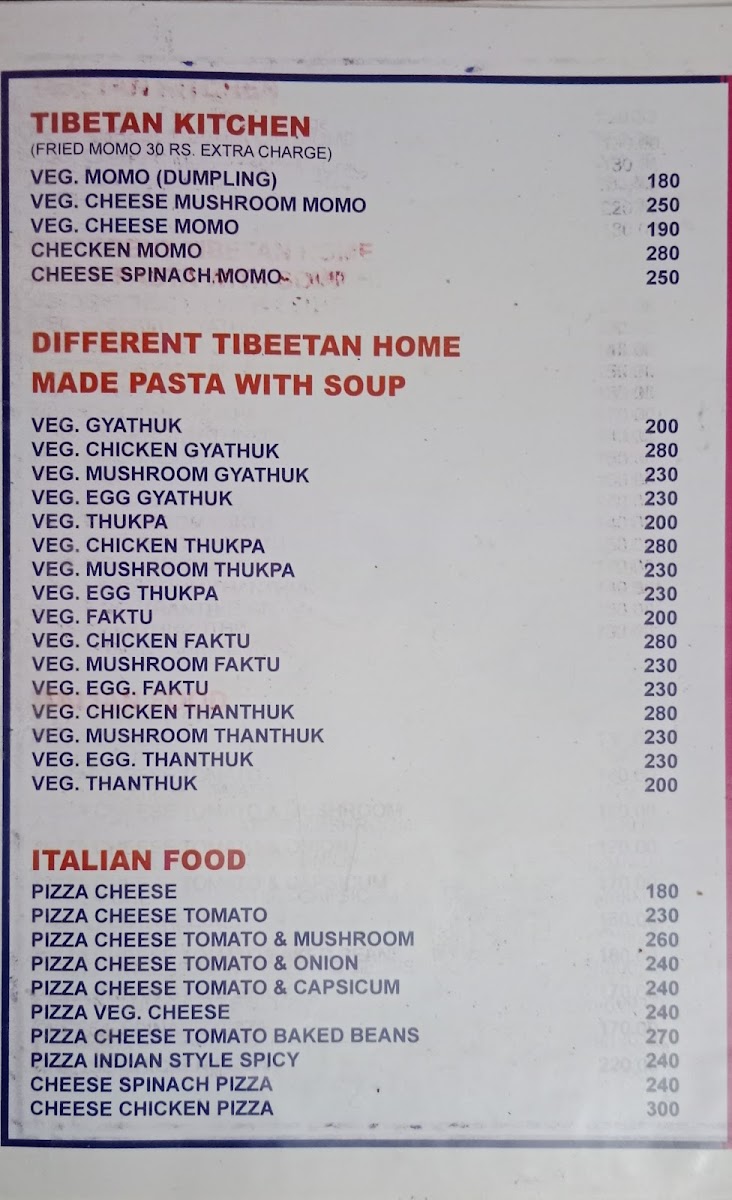 TIBETAN KITCHEN
(FRIED MOMO 30 RS. EXTRA CHARGE)
VEG. MOMO (DUMPLING) 180
VEG. CHEESE MUSHROOM MOMO 250
VEG. CHEESE MOMO 190
CHECKEN MOMO 280
CHEESE SPINACH MOMO 250
DIFFERENT TIBEETAN HOME
MADE PASTA WITH SOUP
VEG. GYATHUK 200
VEG. CHICKEN GYATHUK 280
VEG. MUSHROOM GYATHUK 230
VEG. EGG GYATHUK 230
VEG. THUKPA 200
VEG. CHICKEN THUKPA 280
VEG. MUSHROOM THUKPA 230
VEG. EGG THUKPA 230
VEG. FAKTU 200
VEG. CHICKEN FAKTU 280
VEG. MUSHROOM FAKTU 230
VEG. EGG. FAKTU 230
VEG. CHICKEN THANTHUK 280
VEG. MUSHROOM THANTHUK 230
VEG. EGG. THANTHUK 230
VEG. THANTHUK 200
ITALIAN FOOD
PIZZA CHEESE 180
PIZZA CHEESE TOMATO 230
PIZZA CHEESE TOMATO & MUSHROOM 260
PIZZA CHEESE TOMATO & ONION 240
PIZZA CHEESE TOMATO & CAPSICUM 240
PIZZA VEG. CHEESE 240
PIZZA CHEESE TOMATO BAKED BEANS 270
PIZZA INDIAN STYLE SPICY 240
CHEESE SPINACH PIZZA 240
CHEESE CHICKEN PIZZA 300